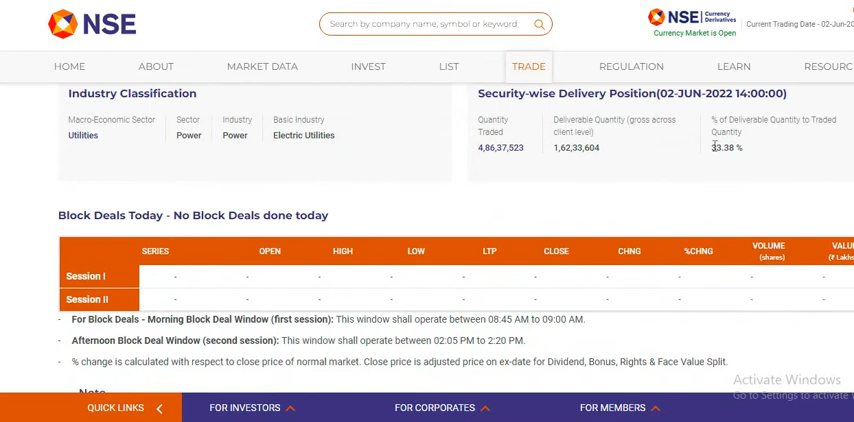 NSE
Search by company name, symbol or keyword
NSE Currency Derivatives
Currency Market is Open
Current Trading Date - 02-Jun-20
HOME ABOUT MARKET DATA INVEST LIST TRADE REGULATION LEARN RESOURC
Industry Classification
Macro-Economic Sector Sector Industry Basic Industry
Utilities Power Power Electric Utilities
Security-wise Delivery Position(02-JUN-2022 14:00:00)
Quantity Traded
4,86,37,523
Deliverable Quantity (gross across client level)
1,62,33,604
% of Deliverable Quantity to Traded Quantity
33.38 %
Block Deals Today - No Block Deals done today
SERIES OPEN HIGH LOW LTP CLOSE CHNG %CHNG VOLUME (shares) VALU (₹ Lakhs
Session I - - - - - - - - - -
Session II - - - - - - - - - -
- For Block Deals - Morning Block Deal Window (first session): This window shall operate between 08:45 AM to 09:00 AM.
- Afternoon Block Deal Window (second session): This window shall operate between 02:05 PM to 2:20 PM.
- % change is calculated with respect to close price of normal market. Close price is adjusted price on ex-date for Dividend, Bonus, Rights & Face Value Split.
Note
Activate Windows
Go to Settings to activate
QUICK LINKS FOR INVESTORS FOR CORPORATES FOR MEMBERS